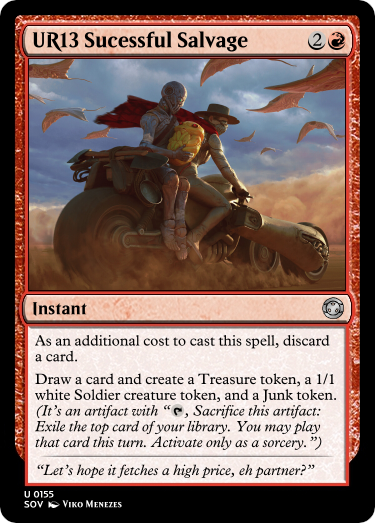 UR13 Sucessful Salvage 2
Instant
As an additional cost to cast this spell, discard
a card.
Draw a card and create a Treasure token, a 1/1
white Soldier creature token, and a Junk token.
(It's an artifact with “, Sacrifice this artifact:
Exile the top card of your library. You may play
that card this turn. Activate only as a sorcery.”)
“Let's hope it fetches a high price, eh partner?”
U 0155
SOV Viko Menezes